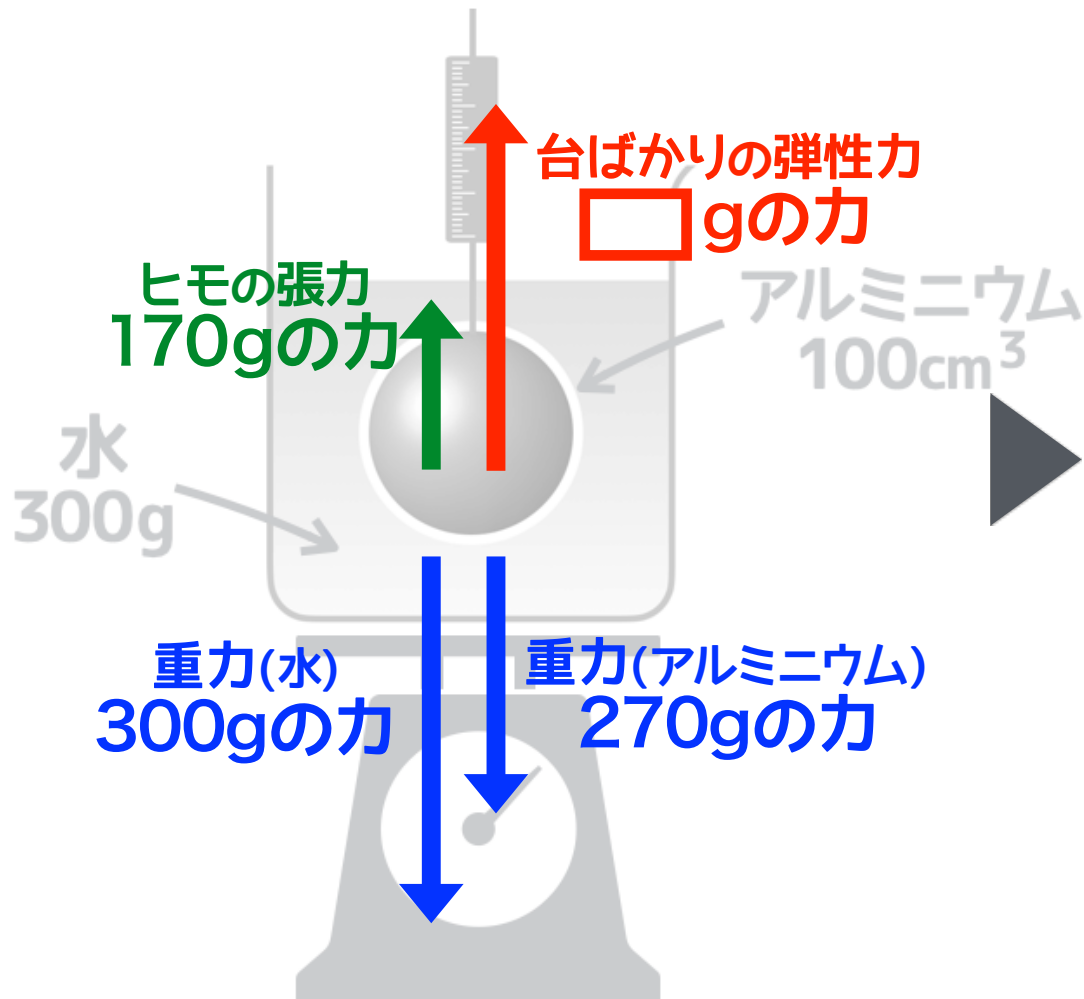 台ばかりの弾性力
gの力
ヒモの張力
170gの力
アルミニウム
100cm³
水
300g
重力(水)
300gの力
重力(アルミニウム)
270gの力